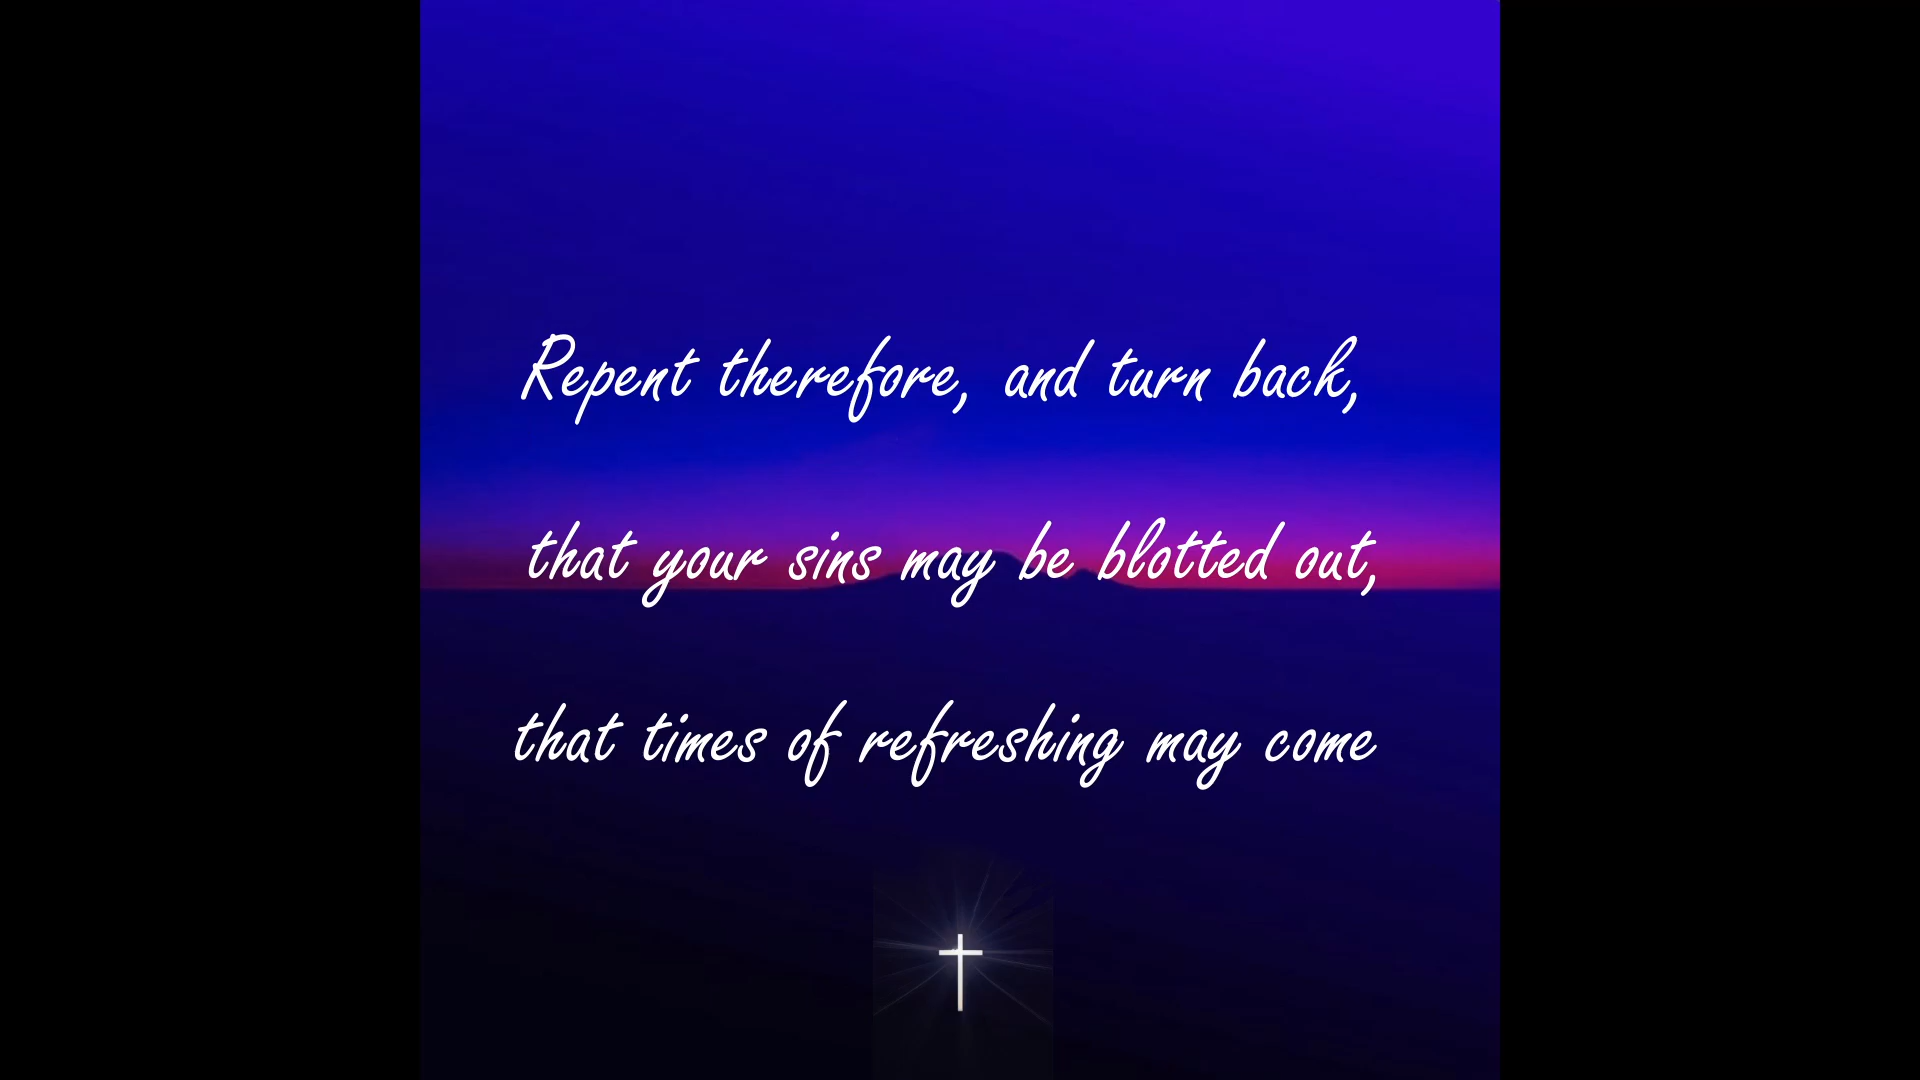 Repent therefore, and turn back,
that your sins may be blotted out,
that times of refreshing may come